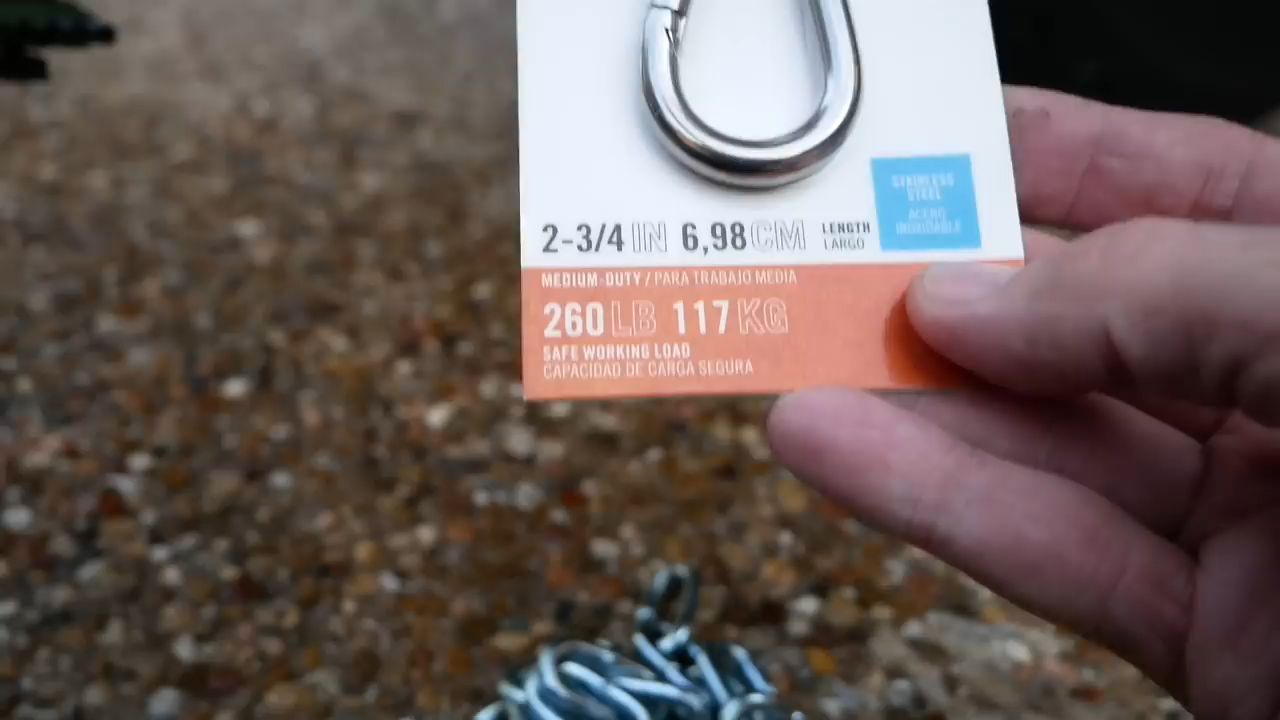 2-3/4 IN 6,98 CM LENGTH
LARGO
STAINLESS
STEEL
ACERO
INOXIDABLE
MEDIUM-DUTY / PARA TRABAJO MEDIA
260 LB 117 KG
SAFE WORKING LOAD
CAPACIDAD DE CARGA SEGURA